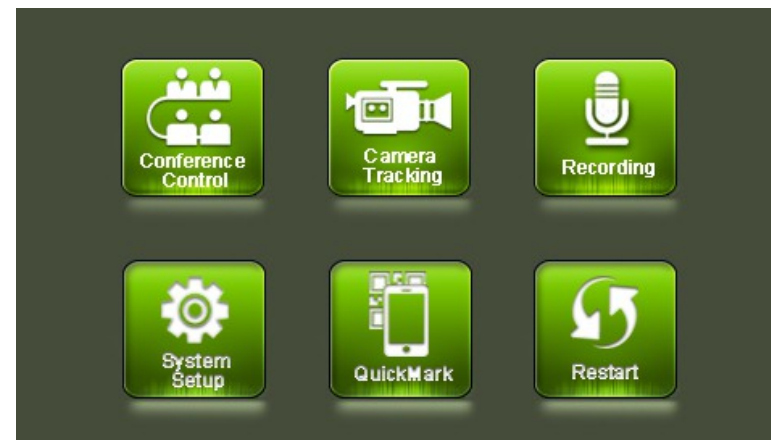 Conference
Control
Camera
Tracking
Recording
System
Setup
QuickMark
Restart